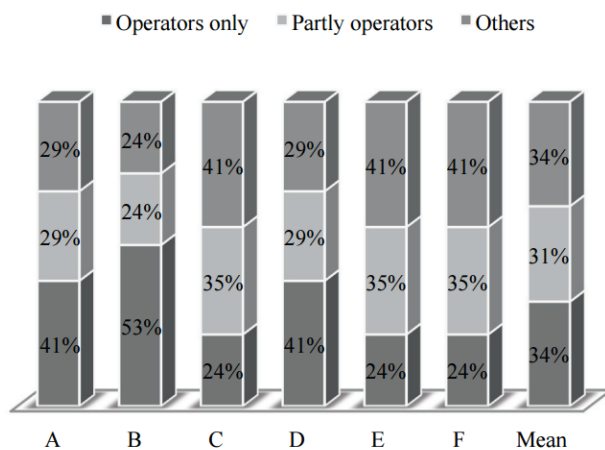 Operators only Partly operators Others
29% 24% 41% 29% 41% 41% 34%
29% 24% 35% 29% 35% 35% 31%
41% 53% 24% 41% 24% 24% 34%
A B C D E F Mean